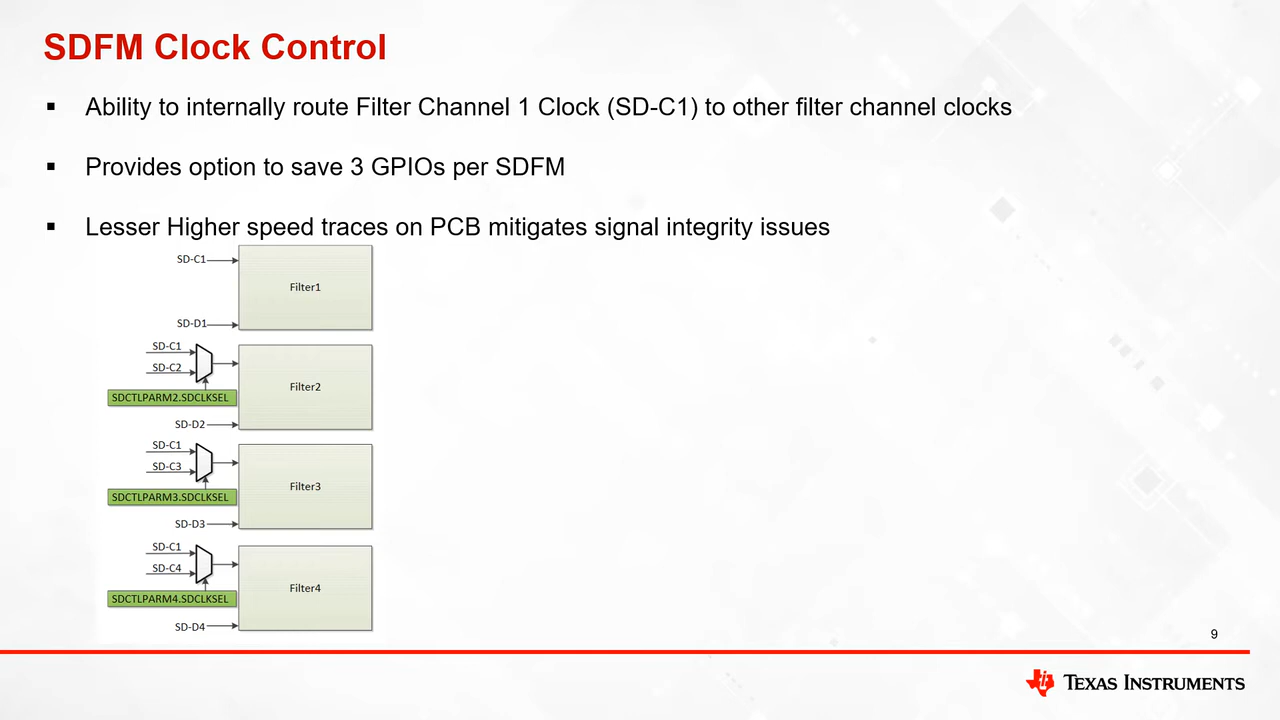 SDFM Clock Control
▪ Ability to internally route Filter Channel 1 Clock (SD-C1) to other filter channel clocks
▪ Provides option to save 3 GPIOs per SDFM
▪ Lesser Higher speed traces on PCB mitigates signal integrity issues
SD-C1
Filter1
SD-D1
SD-C1
SD-C2
Filter2
SDCTLPARM2.SDCLKSEL
SD-D2
SD-C1
SD-C3
Filter3
SDCTLPARM3.SDCLKSEL
SD-D3
SD-C1
SD-C4
Filter4
SDCTLPARM4.SDCLKSEL
SD-D4
9
TEXAS INSTRUMENTS